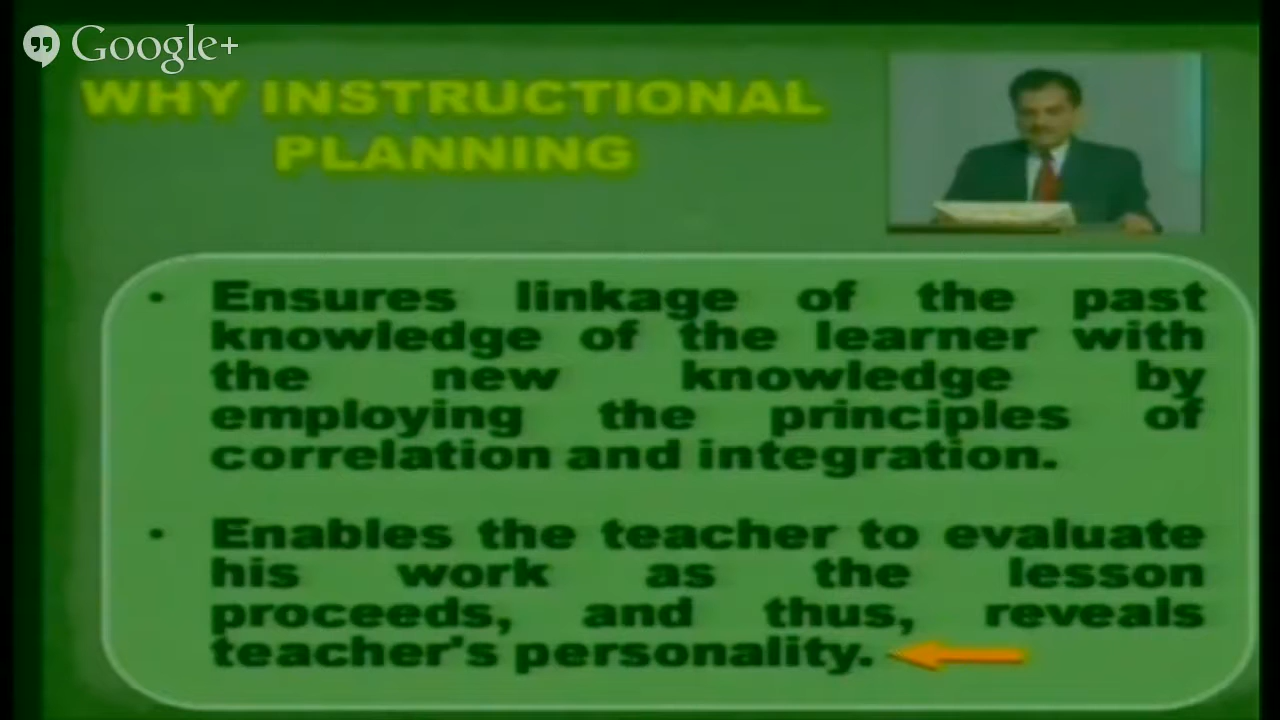 Google+
WHY INSTRUCTIONAL
PLANNING
• Ensures linkage of the past
knowledge of the learner with
the new knowledge by
employing the principles of
correlation and integration.
• Enables the teacher to evaluate
his work as the lesson
proceeds, and thus, reveals
teacher's personality.